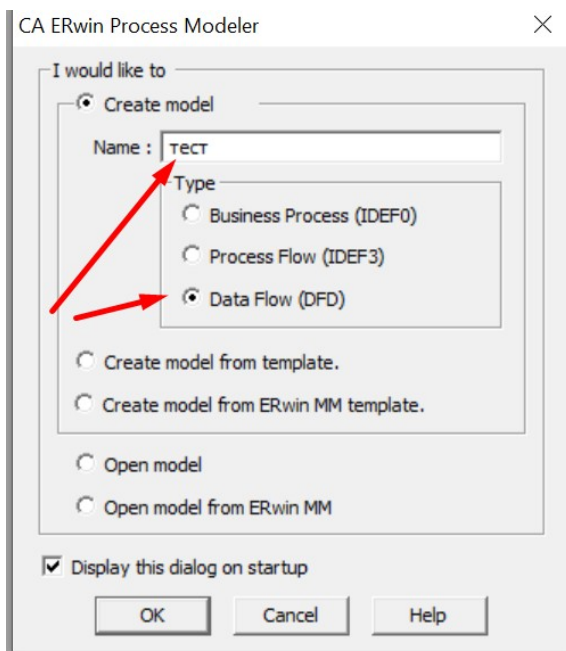 CA ERwin Process Modeler
I would like to
Create model
Name : тест
Type
Business Process (IDEF0)
Process Flow (IDEF3)
Data Flow (DFD)
Create model from template.
Create model from ERwin MM template.
Open model
Open model from ERwin MM
Display this dialog on startup
OK Cancel Help